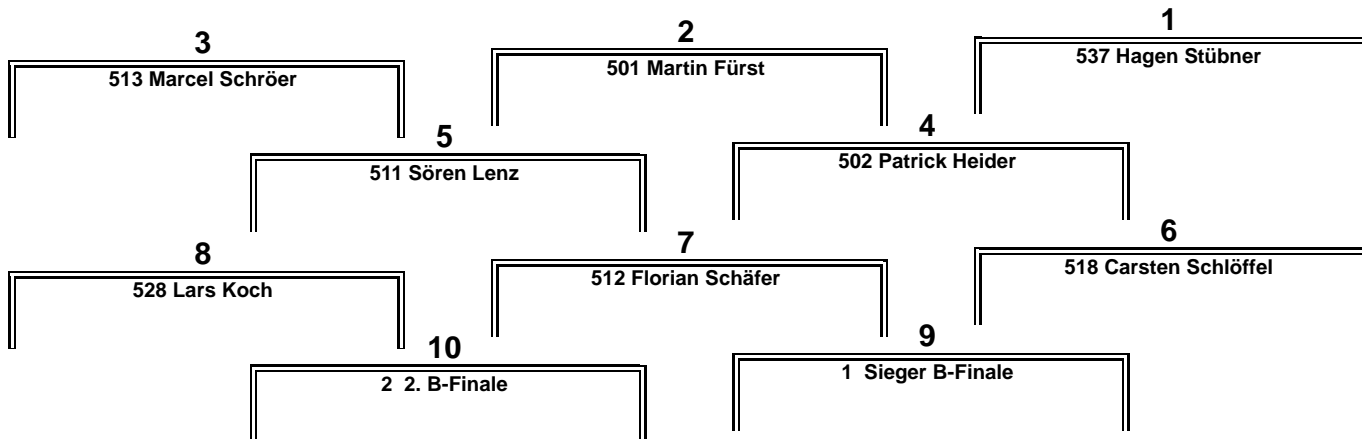 3
513 Marcel Schröer
2
501 Martin Fürst
1
537 Hagen Stübner
5
511 Sören Lenz
4
502 Patrick Heider
8
528 Lars Koch
7
512 Florian Schäfer
6
518 Carsten Schlöffel
10
2 2. B-Finale
9
1 Sieger B-Finale